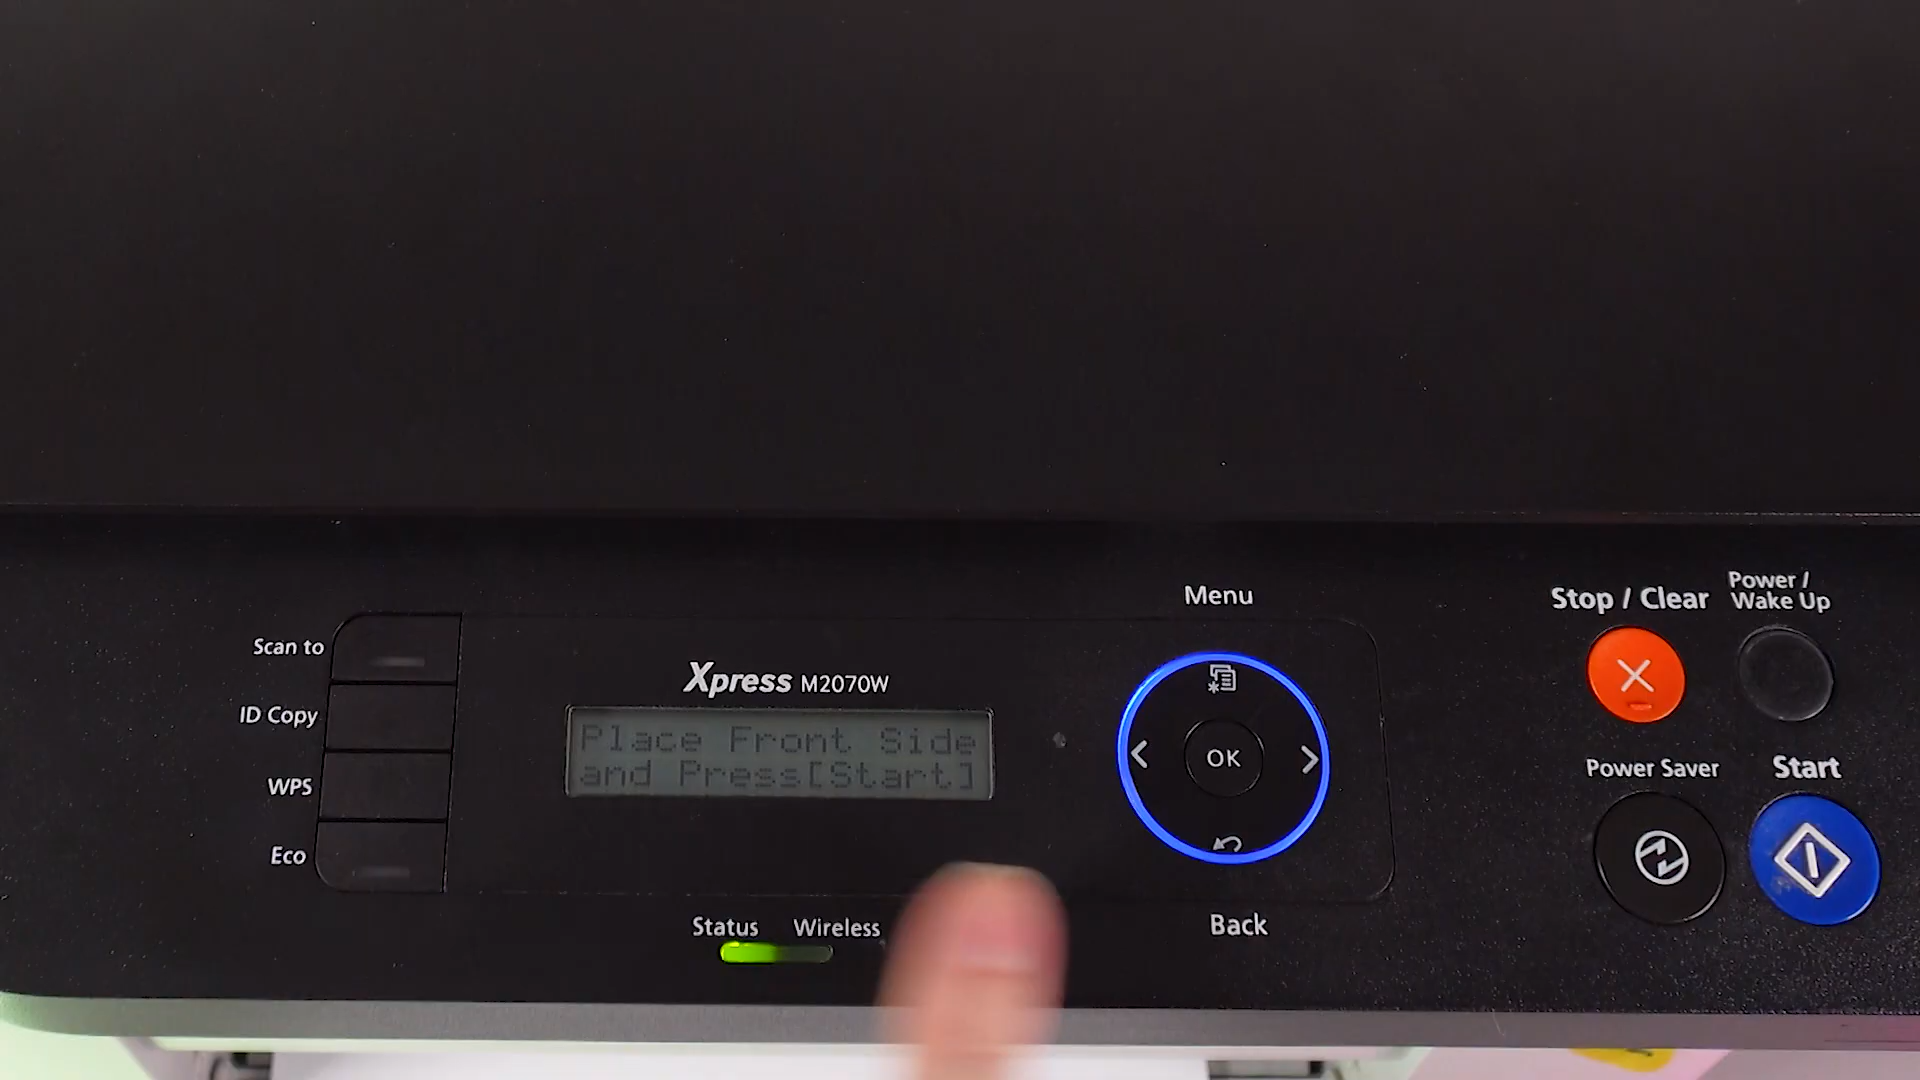 Menu
Stop / Clear
Power /
Wake Up
Scan to
ID Copy
WPS
Eco
Xpress M2070W
Place Front Side
and Press[Start]
OK
Power Saver
Start
Status
Wireless
Back